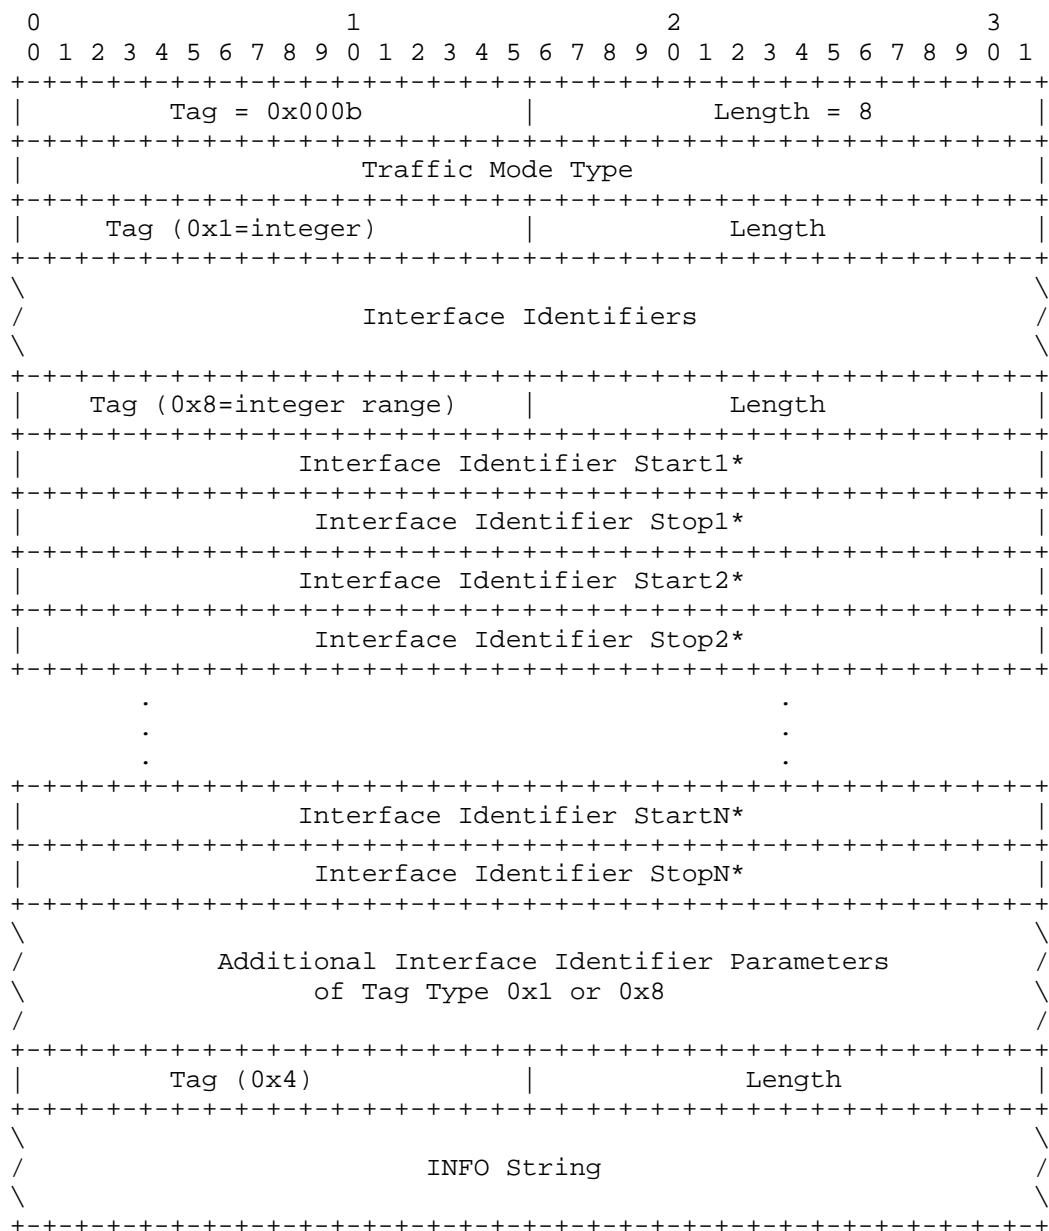 0                   1                   2                   3
 0 1 2 3 4 5 6 7 8 9 0 1 2 3 4 5 6 7 8 9 0 1 2 3 4 5 6 7 8 9 0 1
+-+-+-+-+-+-+-+-+-+-+-+-+-+-+-+-+-+-+-+-+-+-+-+-+-+-+-+-+-+-+-+-+
|         Tag = 0x000b          |           Length = 8          |
+-+-+-+-+-+-+-+-+-+-+-+-+-+-+-+-+-+-+-+-+-+-+-+-+-+-+-+-+-+-+-+-+
|                     Traffic Mode Type                         |
+-+-+-+-+-+-+-+-+-+-+-+-+-+-+-+-+-+-+-+-+-+-+-+-+-+-+-+-+-+-+-+-+
|     Tag (0x1=integer)         |            Length             |
+-+-+-+-+-+-+-+-+-+-+-+-+-+-+-+-+-+-+-+-+-+-+-+-+-+-+-+-+-+-+-+-+
\                                                               \
/                     Interface Identifiers                     /
\                                                               \
+-+-+-+-+-+-+-+-+-+-+-+-+-+-+-+-+-+-+-+-+-+-+-+-+-+-+-+-+-+-+-+-+
|    Tag (0x8=integer range)    |            Length             |
+-+-+-+-+-+-+-+-+-+-+-+-+-+-+-+-+-+-+-+-+-+-+-+-+-+-+-+-+-+-+-+-+
|                 Interface Identifier Start1*                  |
+-+-+-+-+-+-+-+-+-+-+-+-+-+-+-+-+-+-+-+-+-+-+-+-+-+-+-+-+-+-+-+-+
|                  Interface Identifier Stop1*                  |
+-+-+-+-+-+-+-+-+-+-+-+-+-+-+-+-+-+-+-+-+-+-+-+-+-+-+-+-+-+-+-+-+
|                 Interface Identifier Start2*                  |
+-+-+-+-+-+-+-+-+-+-+-+-+-+-+-+-+-+-+-+-+-+-+-+-+-+-+-+-+-+-+-+-+
|                  Interface Identifier Stop2*                  |
+-+-+-+-+-+-+-+-+-+-+-+-+-+-+-+-+-+-+-+-+-+-+-+-+-+-+-+-+-+-+-+-+
        .                                       .
        .                                       .
        .                                       .
+-+-+-+-+-+-+-+-+-+-+-+-+-+-+-+-+-+-+-+-+-+-+-+-+-+-+-+-+-+-+-+-+
|                 Interface Identifier StartN*                  |
+-+-+-+-+-+-+-+-+-+-+-+-+-+-+-+-+-+-+-+-+-+-+-+-+-+-+-+-+-+-+-+-+
|                  Interface Identifier StopN*                  |
+-+-+-+-+-+-+-+-+-+-+-+-+-+-+-+-+-+-+-+-+-+-+-+-+-+-+-+-+-+-+-+-+
\                                                               \
/            Additional Interface Identifier Parameters         /
\                  of Tag Type 0x1 or 0x8                       \
/                                                               /
+-+-+-+-+-+-+-+-+-+-+-+-+-+-+-+-+-+-+-+-+-+-+-+-+-+-+-+-+-+-+-+-+
|         Tag (0x4)             |             Length            |
+-+-+-+-+-+-+-+-+-+-+-+-+-+-+-+-+-+-+-+-+-+-+-+-+-+-+-+-+-+-+-+-+
\                                                               \
/                         INFO String                           /
\                                                               \
+-+-+-+-+-+-+-+-+-+-+-+-+-+-+-+-+-+-+-+-+-+-+-+-+-+-+-+-+-+-+-+-+